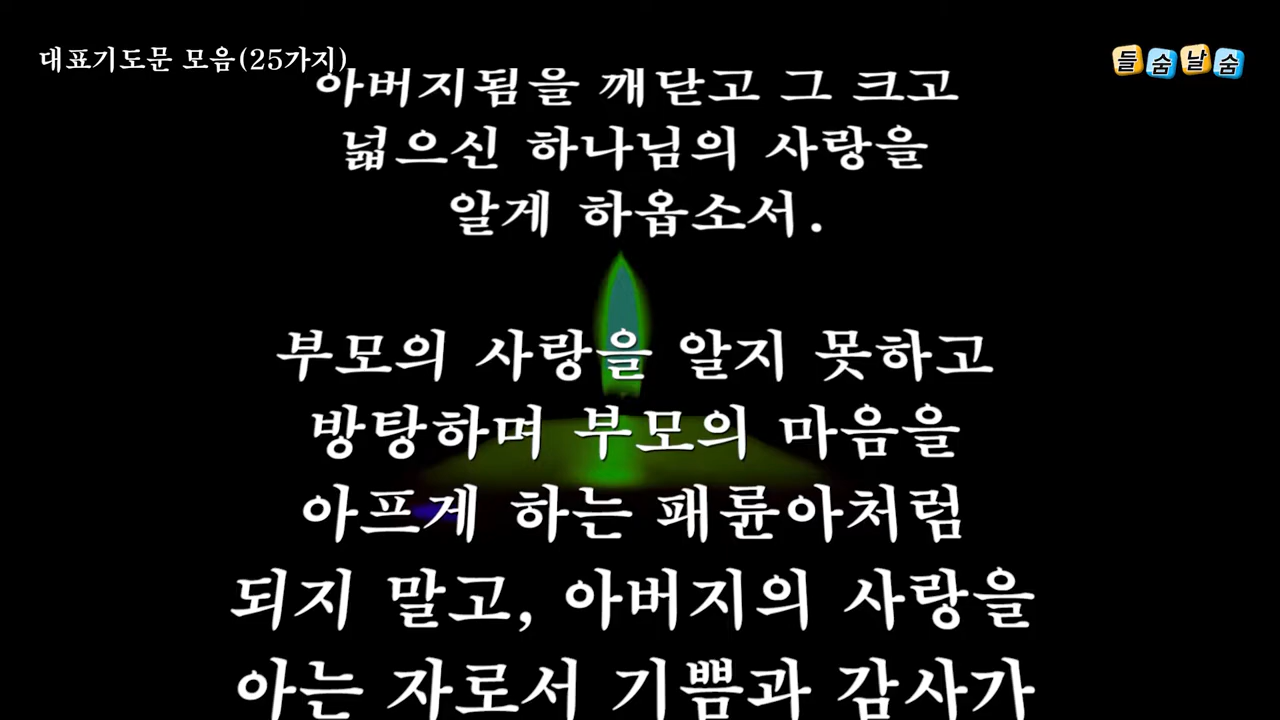 대표기도문 모음(25가지)
들숨날숨
아버지됨을 깨닫고 그 크고
넓으신 하나님의 사랑을
알게 하옵소서.
부모의 사랑을 알지 못하고
방탕하며 부모의 마음을
아프게 하는 패륜아처럼
되지 말고, 아버지의 사랑을
아는 자로서 기쁨과 감사가